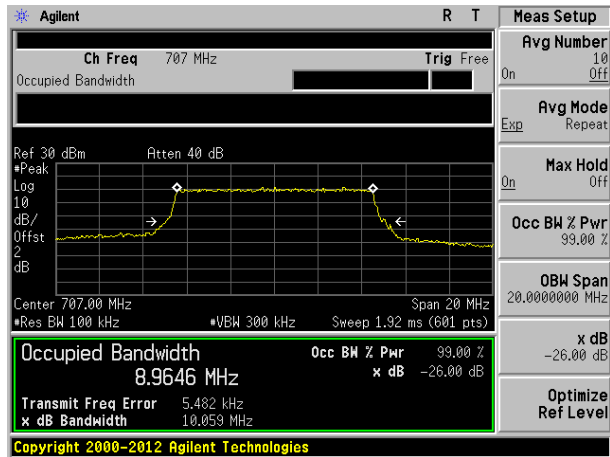 Agilent R T
Ch Freq 707 MHz Trig Free
Occupied Bandwidth
Ref 30 dBm Atten 40 dB
#Peak
Log
10
dB/
Offst
2
dB
Center 707.00 MHz Span 20 MHz
#Res BW 100 kHz #VBW 300 kHz Sweep 1.92 ms (601 pts)
Occupied Bandwidth Occ BW % Pwr 99.00 %
8.9646 MHz x dB -26.00 dB
Transmit Freq Error 5.482 kHz
x dB Bandwidth 10.059 MHz
Copyright 2000-2012 Agilent Technologies
Meas Setup
Avg Number
10
On Off
Avg Mode
Exp Repeat
Max Hold
On Off
Occ BW % Pwr
99.00 %
OBW Span
20.0000000 MHz
x dB
-26.00 dB
Optimize
Ref Level